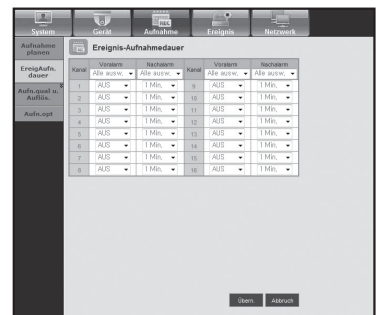 System Gerät Aufnahme Ereignis Netzwerk
REC
Aufnahme planen
EreigAufn. dauer
Aufn.qual u. Auflös.
Aufn.opt
Ereignis-Aufnahmedauer
Kanal Voralarm Nachalarm Kanal Voralarm Nachalarm
Alle ausw. Alle ausw. Alle ausw. Alle ausw.
1 AUS 1 Min. 9 AUS 1 Min.
2 AUS 1 Min. 10 AUS 1 Min.
3 AUS 1 Min. 11 AUS 1 Min.
4 AUS 1 Min. 12 AUS 1 Min.
5 AUS 1 Min. 13 AUS 1 Min.
6 AUS 1 Min. 14 AUS 1 Min.
7 AUS 1 Min. 15 AUS 1 Min.
8 AUS 1 Min. 16 AUS 1 Min.
Übern. Abbruch